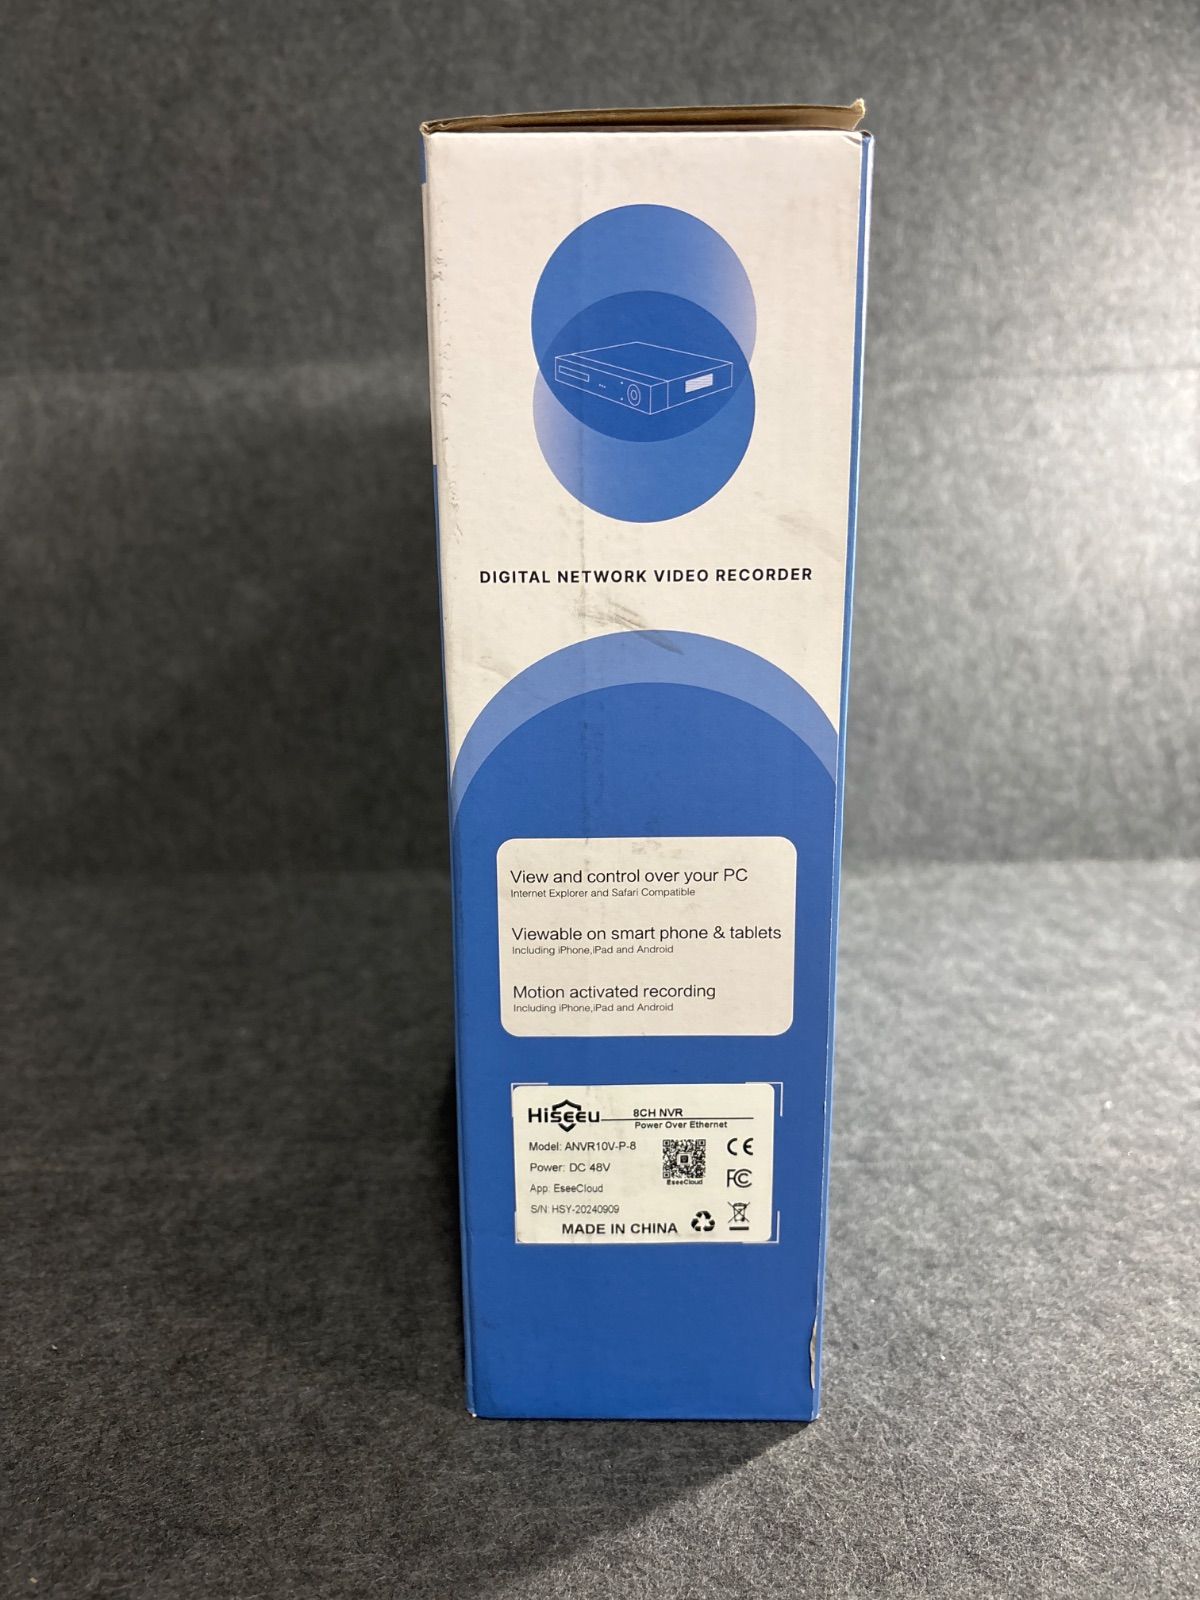 DIGITAL NETWORK VIDEO RECORDER
View and control over your PC
Internet Explorer and Safari Compatible
Viewable on smart phone & tablets
Including iPhone,iPad and Android
Motion activated recording
Including iPhone,iPad and Android
Hiseeu
8CH NVR
Power Over Ethernet
Model: ANVR10V-P-8
Power: DC 48V
App: EseeCloud
S/N: HSY-20240909
EseeCloud
CE
FC
MADE IN CHINA